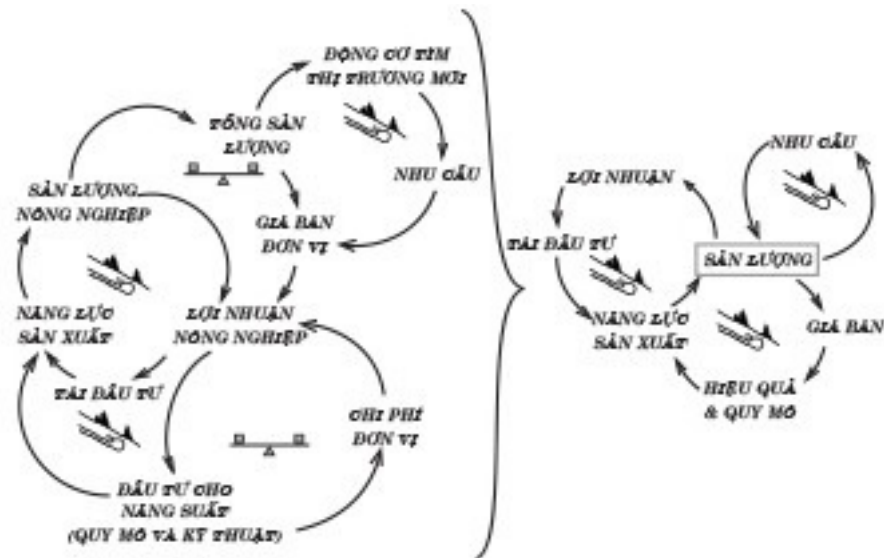 ĐỘNG CƠ TÌM
THỊ TRƯỜNG MỚI
TỔNG SẢN
LƯỢNG
NHU CẦU
SẢN LƯỢNG
NÔNG NGHIỆP
GIÁ BÁN
ĐƠN VỊ
NĂNG LỰC
SẢN XUẤT
LỢI NHUẬN
NÔNG NGHIỆP
TÁI ĐẦU TƯ
CHI PHÍ
ĐƠN VỊ
ĐẦU TƯ CHO
NĂNG SUẤT
(QUY MÔ VÀ KỸ THUẬT)
NHU CẦU
LỢI NHUẬN
TÁI ĐẦU TƯ
SẢN LƯỢNG
NĂNG LỰC
SẢN XUẤT
GIÁ BÁN
HIỆU QUẢ
& QUY MÔ